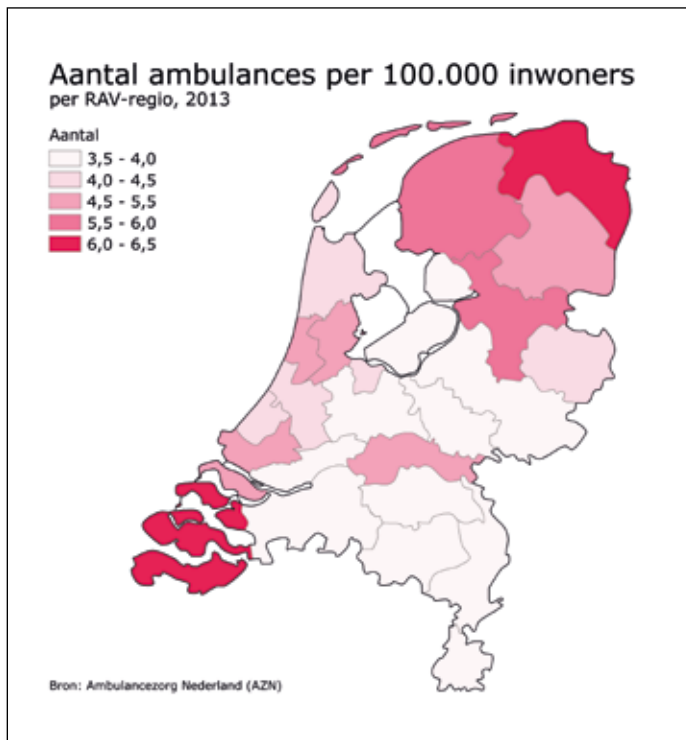 Aantal ambulances per 100.000 inwoners
per RAV-regio, 2013
Aantal
3,5 - 4,0
4,0 - 4,5
4,5 - 5,5
5,5 - 6,0
6,0 - 6,5
Bron: Ambulancezorg Nederland (AZN)